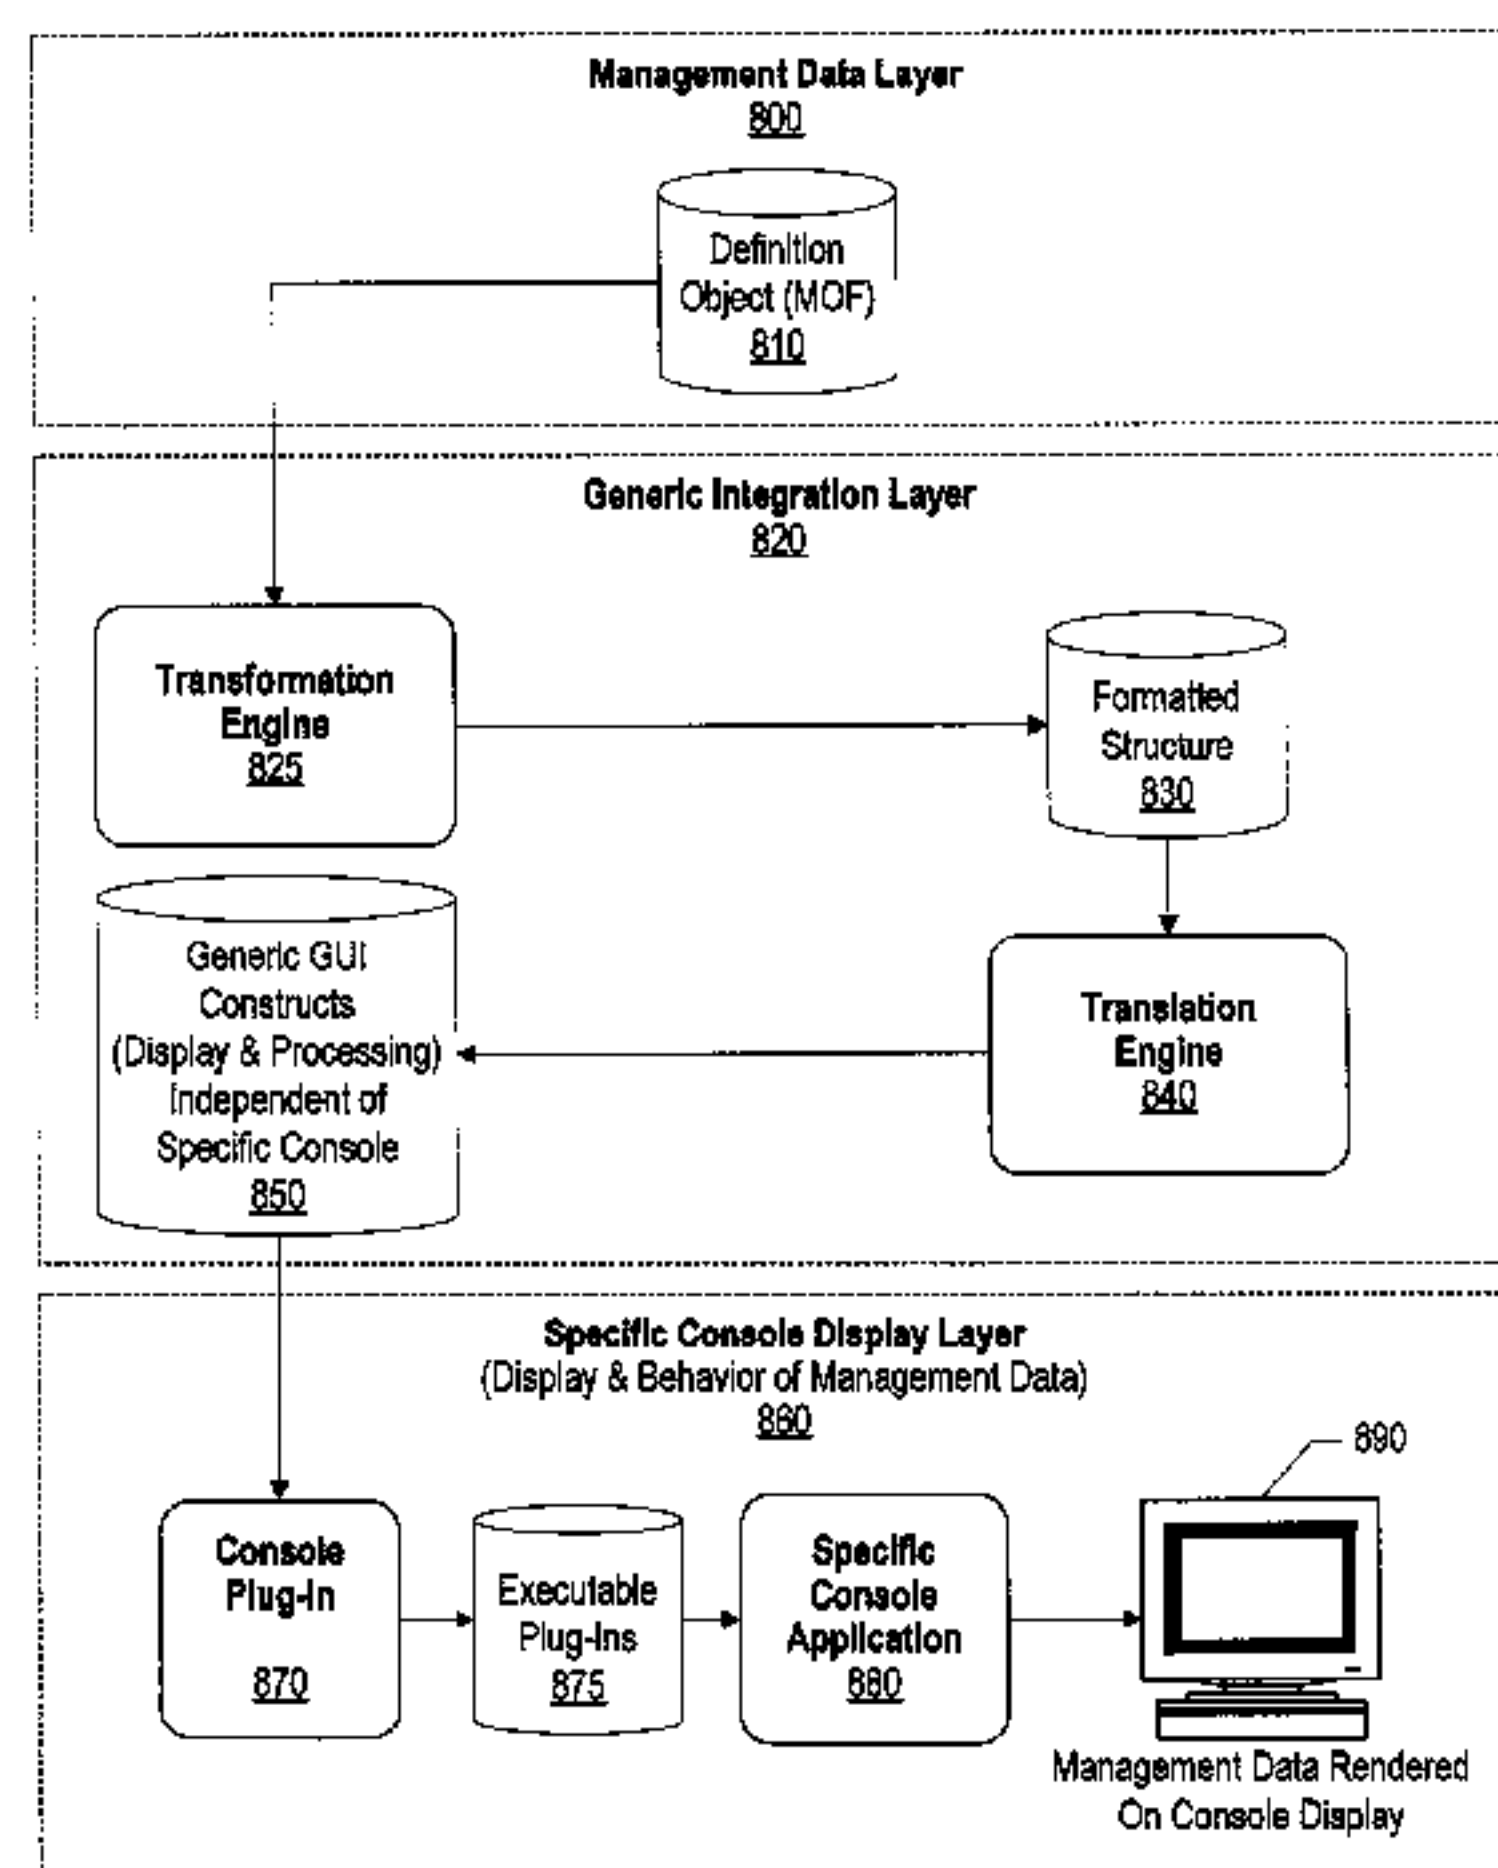 Management Data Layer
800
Definition
Object (MOF)
810
Generic Integration Layer
820
Transformation
Engine
825
Formatted
Structure
830
Generic GUI
Constructs
(Display & Processing)
Independent of
Specific Console
850
Translation
Engine
840
Specific Console Display Layer
(Display & Behavior of Management Data)
860
890
Console
Plug-In
870
Executable
Plug-Ins
875
Specific
Console
Application
880
Management Data Rendered
On Console Display